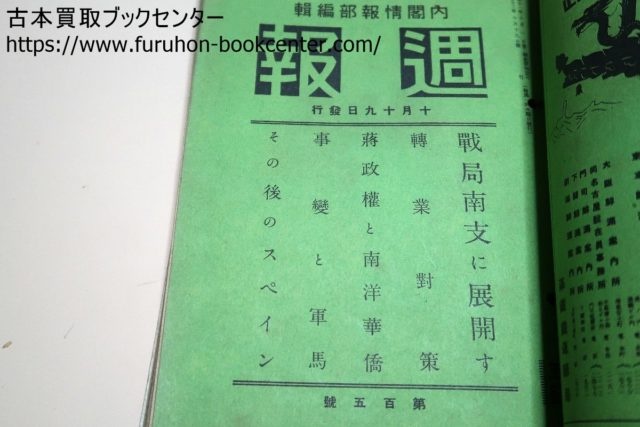 古本買取ブックセンター
https://www.furuhon-bookcenter.com/
內閣情報部編輯
週報
十月十九日發行
戰局南支に展開す
轉業對策
蔣政權と南洋華僑
事變と軍馬
その後のスペイン
第百五號